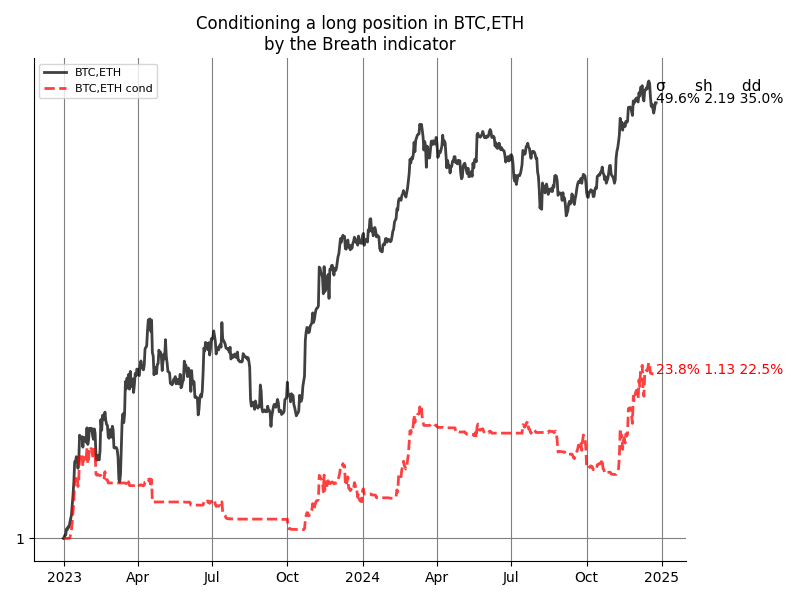 Conditioning a long position in BTC,ETH
by the Breath indicator
BTC,ETH
BTC,ETH cond
σ sh dd
49.6% 2.19 35.0%
23.8% 1.13 22.5%
1
2023 Apr Jul Oct 2024 Apr Jul Oct 2025